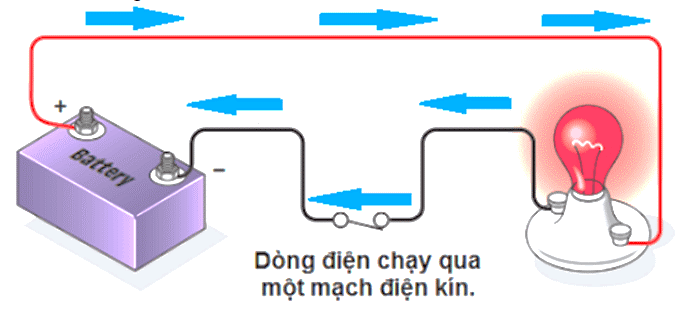 +
Battery
−
Dòng điện chạy qua
một mạch điện kín.